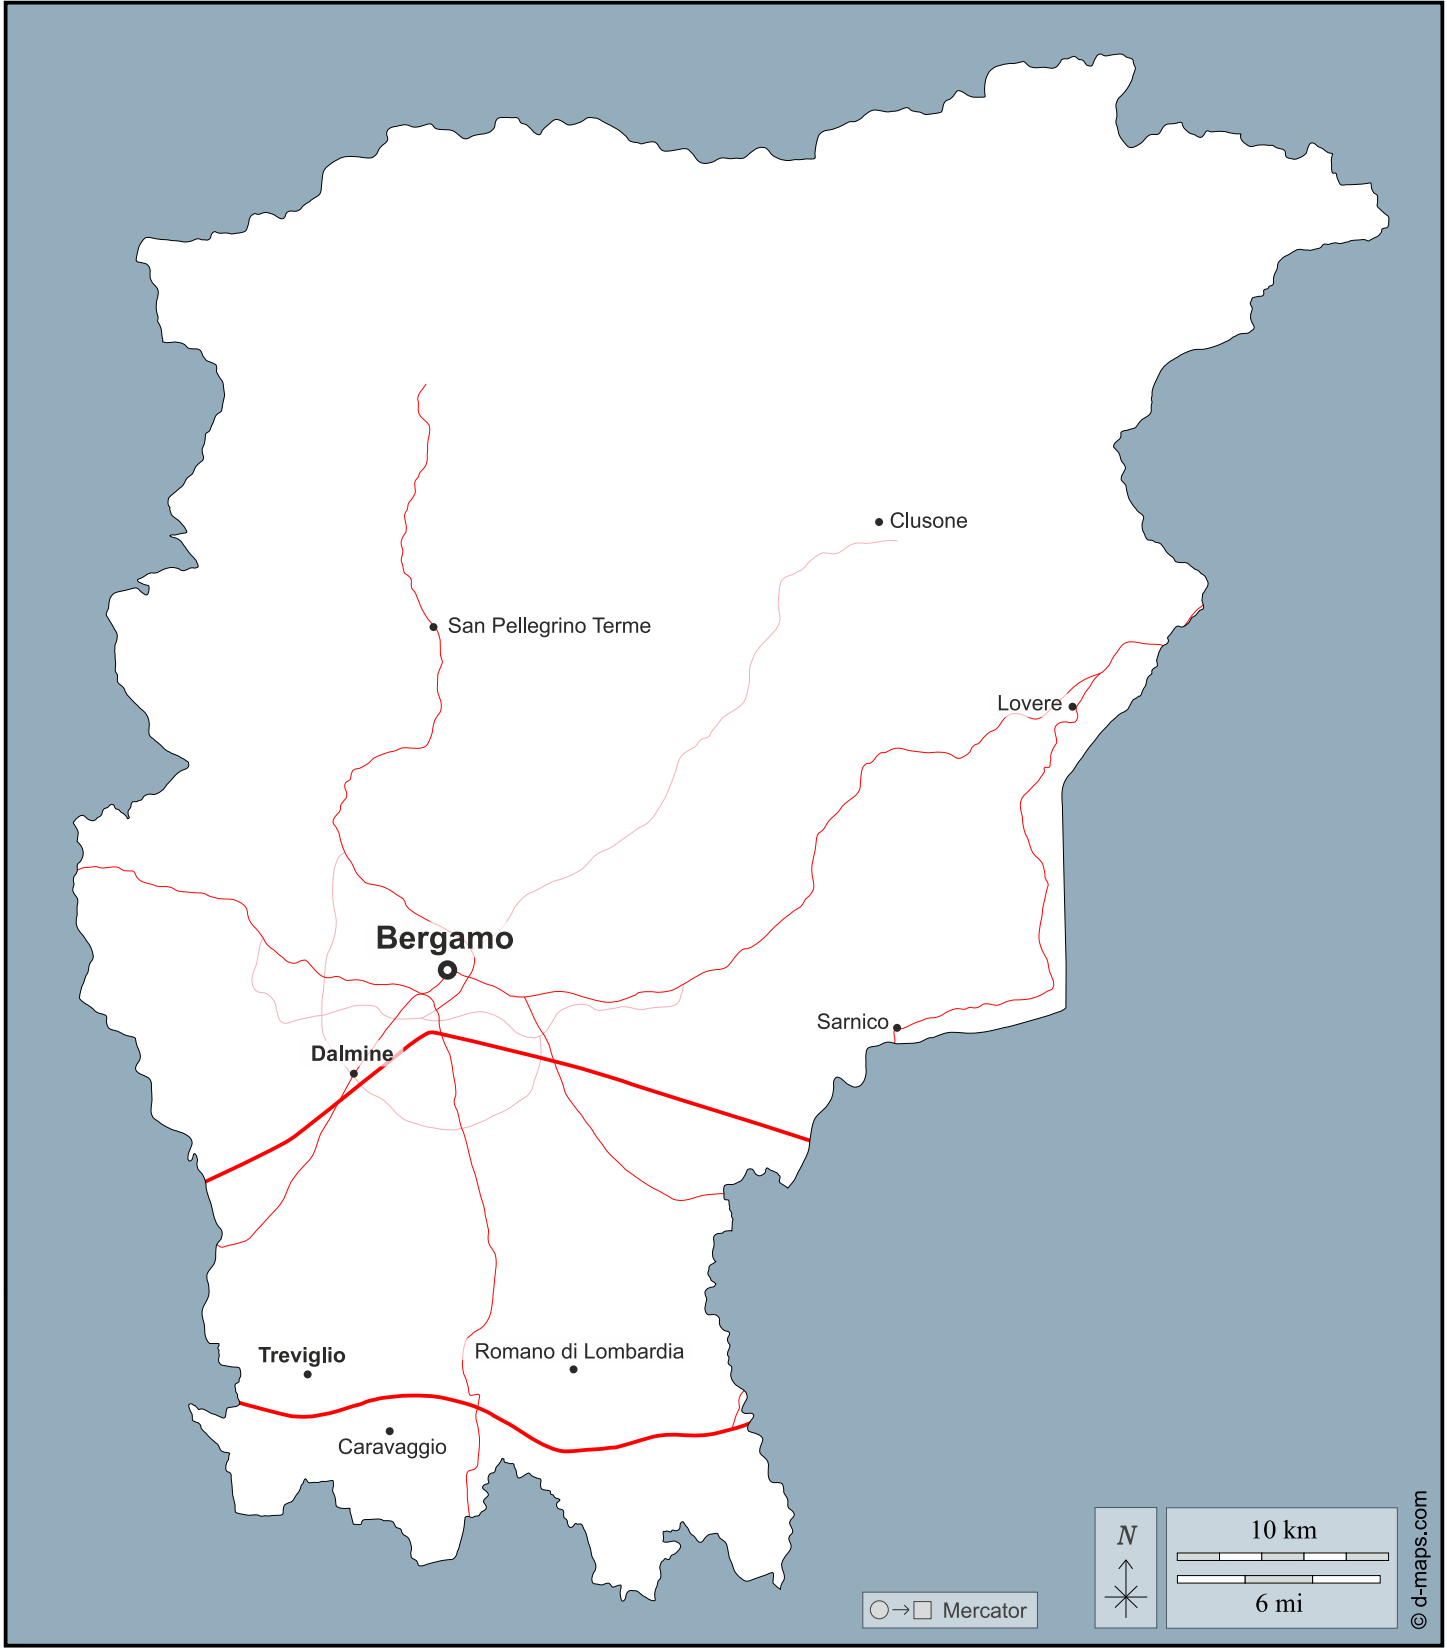 Clusone
San Pellegrino Terme
Lovere
Bergamo
Sarnico
Dalmine
Treviglio
Romano di Lombardia
Caravaggio
Mercator
N
10 km
6 mi
© d-maps.com